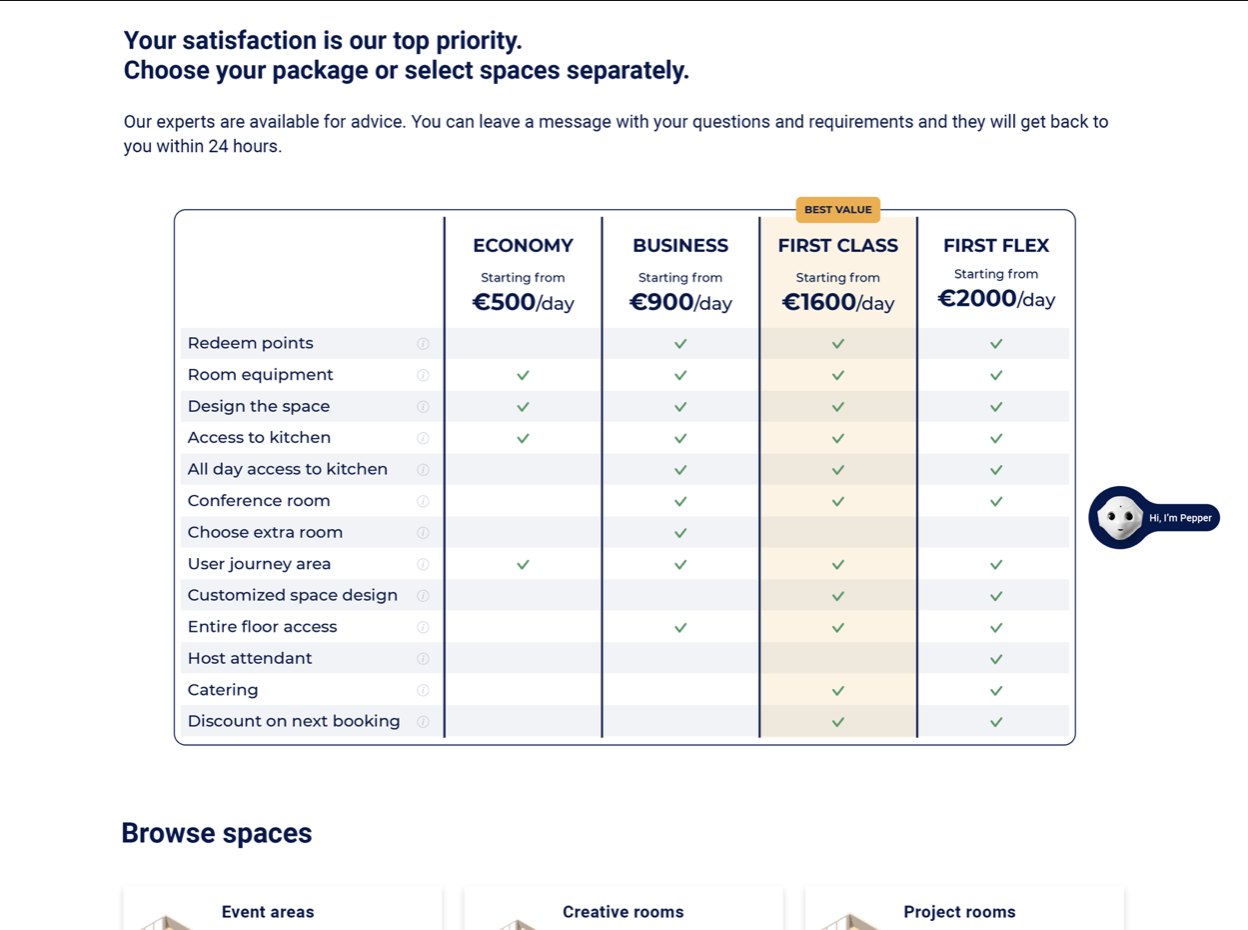 Your satisfaction is our top priority.
Choose your package or select spaces separately.
Our experts are available for advice. You can leave a message with your questions and requirements and they will get back to
you within 24 hours.
BEST VALUE
ECONOMY BUSINESS FIRST CLASS FIRST FLEX
Starting from Starting from Starting from Starting from
€500/day €900/day €1600/day €2000/day
Redeem points
Room equipment
Design the space
Access to kitchen
All day access to kitchen
Conference room
Hi, I'm Pepper
Choose extra room
User journey area
Customized space design
Entire floor access
Host attendant
Catering
Discount on next booking
Browse spaces
Event areas Creative rooms Project rooms